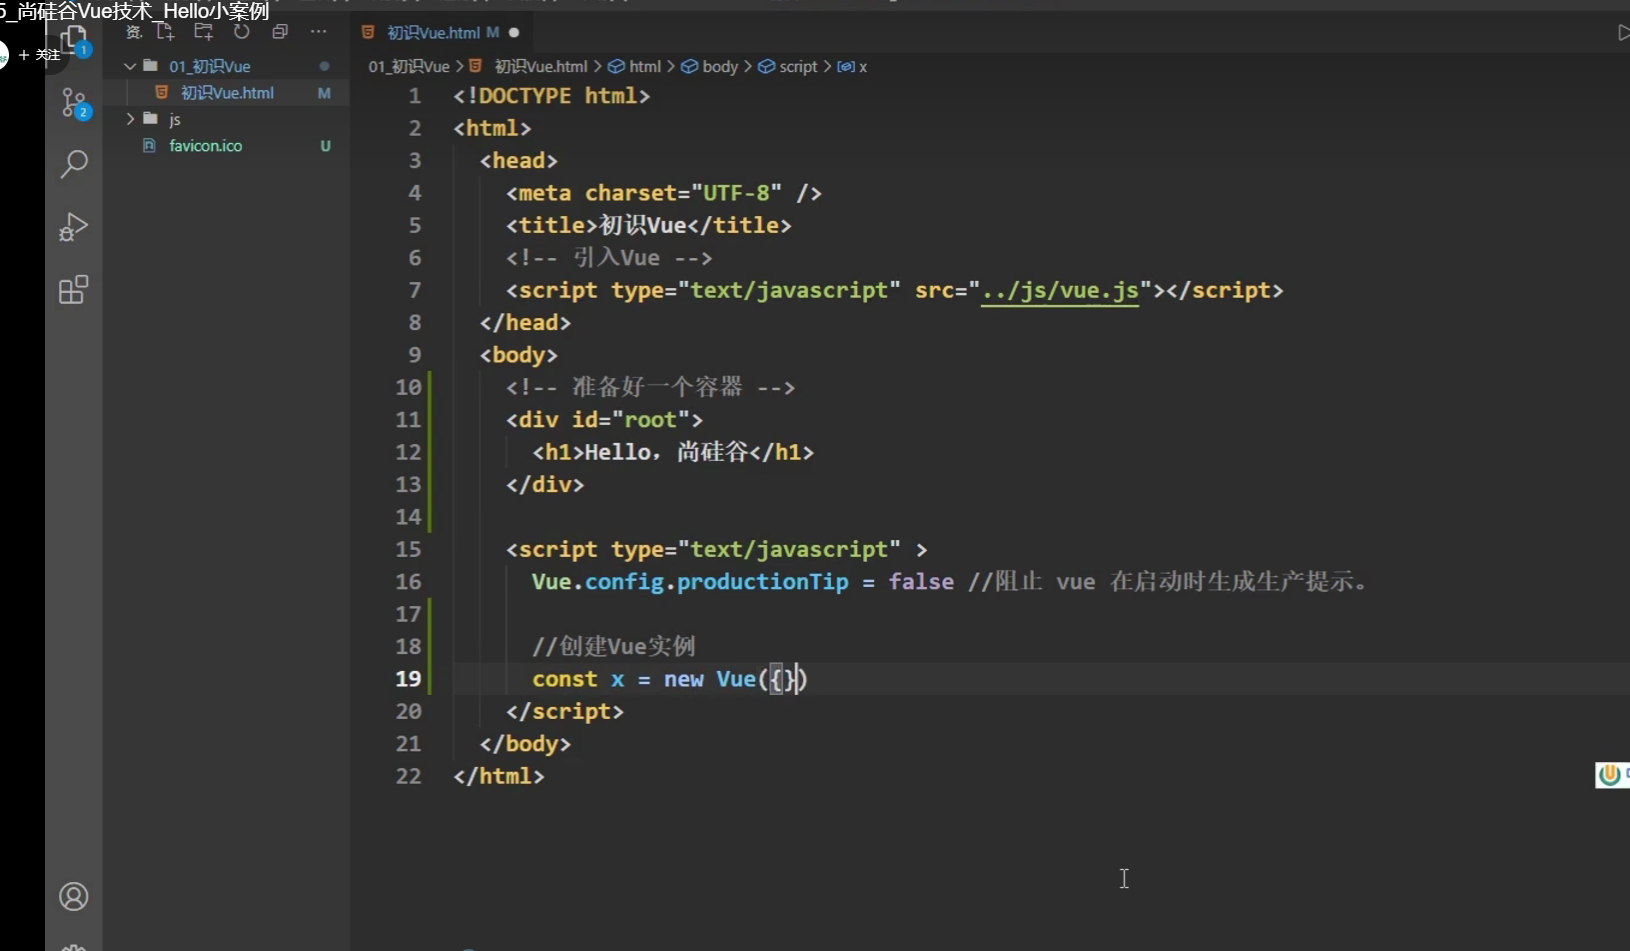 5_尚硅谷Vue技术_Hello小案例
资.
初识Vue.html M
+ 关注
1
01_初识Vue
01_初识Vue > 初识Vue.html > html > body > script > x
初识Vue.html M
2
js
favicon.ico U
1 <!DOCTYPE html>
2 <html>
3 <head>
4 <meta charset="UTF-8" />
5 <title>初识Vue</title>
6 <!-- 引入Vue -->
7 <script type="text/javascript" src="../js/vue.js"></script>
8 </head>
9 <body>
10 <!-- 准备好一个容器 -->
11 <div id="root">
12 <h1>Hello，尚硅谷</h1>
13 </div>
14
15 <script type="text/javascript" >
16 Vue.config.productionTip = false //阻止 vue 在启动时生成生产提示。
17
18 //创建Vue实例
19 const x = new Vue({})
20 </script>
21 </body>
22 </html>